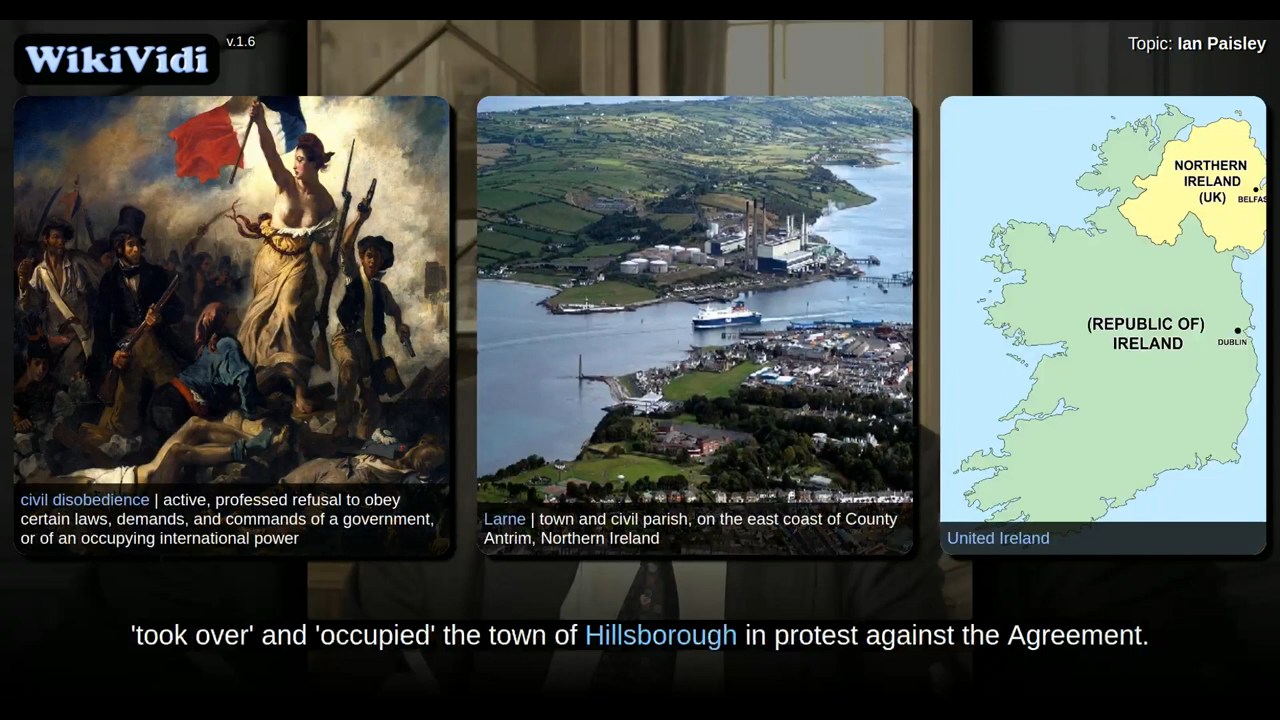 WikiVidi
v.1.6
Topic: Ian Paisley
civil disobedience | active, professed refusal to obey
certain laws, demands, and commands of a government,
or of an occupying international power
Larne | town and civil parish, on the east coast of County
Antrim, Northern Ireland
NORTHERN
IRELAND
(UK)
BELFAS
(REPUBLIC OF)
IRELAND
DUBLIN
United Ireland
'took over' and 'occupied' the town of Hillsborough in protest against the Agreement.